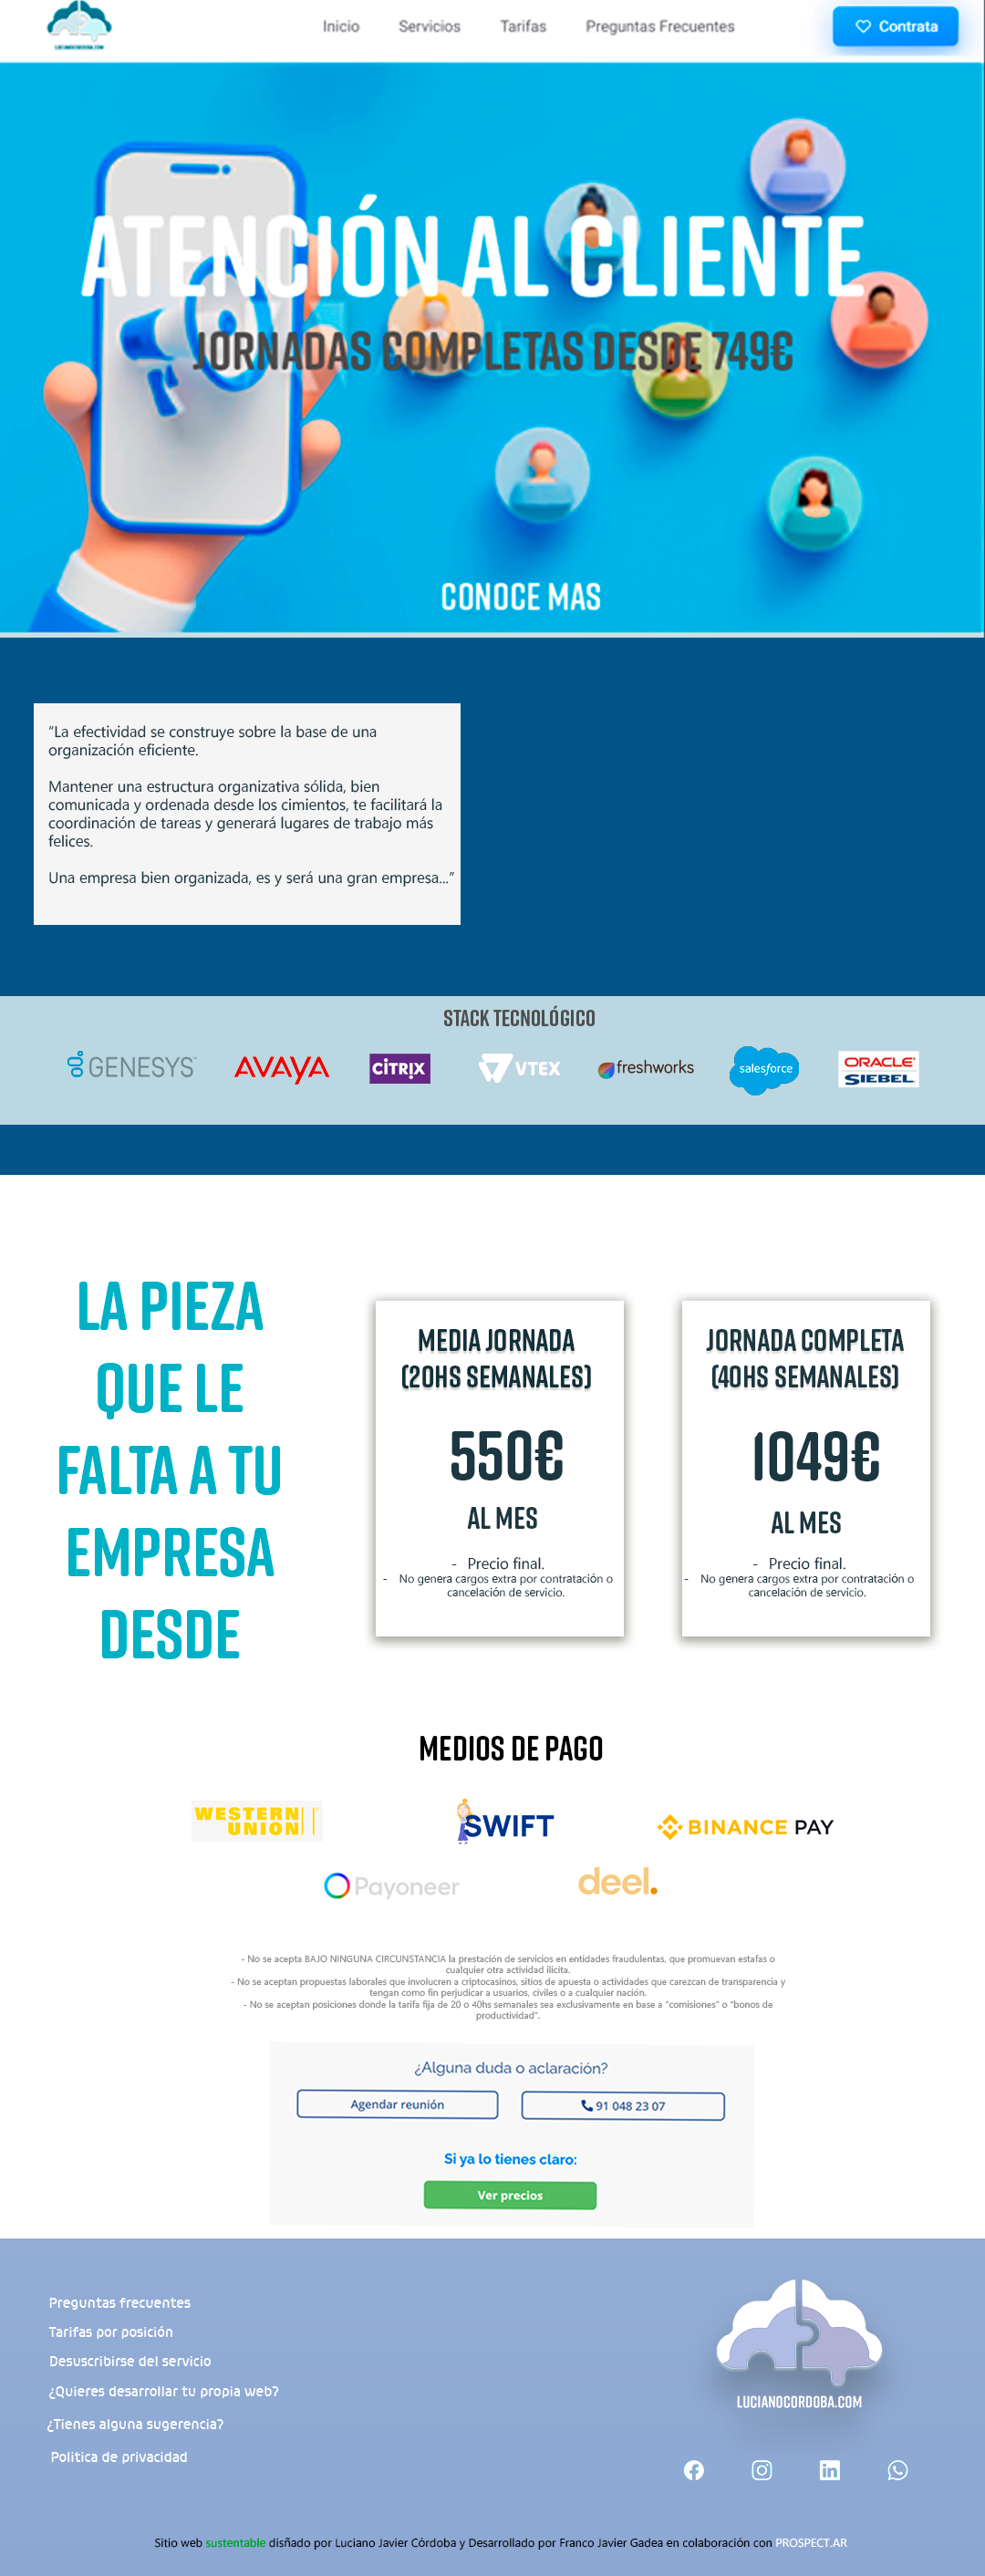 LUCIANOCORDOBA.COM
Inicio
Servicios
Tarifas
Preguntas Frecuentes
Contrata
ATENCIÓN AL CLIENTE
JORNADAS COMPLETAS DESDE 749€
CONOCE MAS
“La efectividad se construye sobre la base de una
organización eficiente.
Mantener una estructura organizativa sólida, bien
comunicada y ordenada desde los cimientos, te facilitará la
coordinación de tareas y generará lugares de trabajo más
felices.
Una empresa bien organizada, es y será una gran empresa...”
STACK TECNOLÓGICO
GENESYS
AVAYA
CİTRIX
VTEX
freshworks
salesforce
ORACLE
SIEBEL
LA PIEZA
QUE LE
FALTA A TU
EMPRESA
DESDE
MEDIA JORNADA
(20HS SEMANALES)
550€
AL MES
- Precio final.
- No genera cargos extra por contratación o
cancelación de servicio.
JORNADA COMPLETA
(40HS SEMANALES)
1049€
AL MES
- Precio final.
- No genera cargos extra por contratación o
cancelación de servicio.
MEDIOS DE PAGO
WESTERN
UNION
SWIFT
BINANCE PAY
Payoneer
deel.
- No se acepta BAJO NINGUNA CIRCUNSTANCIA la prestación de servicios en entidades fraudulentas, que promuevan estafas o
cualquier otra actividad ilícita.
- No se aceptan propuestas laborales que involucren a criptocasinos, sitios de apuesta o actividades que carezcan de transparencia y
tengan como fin perjudicar a usuarios, civiles o a cualquier nación.
- No se aceptan posiciones donde la tarifa fija de 20 o 40hs semanales sea exclusivamente en base a “comisiones” o “bonos de
productividad”.
¿Alguna duda o aclaración?
Agendar reunión
91 048 23 07
Si ya lo tienes claro:
Ver precios
Preguntas frecuentes
Tarifas por posición
Desuscribirse del servicio
¿Quieres desarrollar tu propia web?
¿Tienes alguna sugerencia?
Politica de privacidad
LUCIANOCORDOBA.COM
Sitio web sustentable disñado por Luciano Javier Córdoba y Desarrollado por Franco Javier Gadea en colaboración con PROSPECT.AR